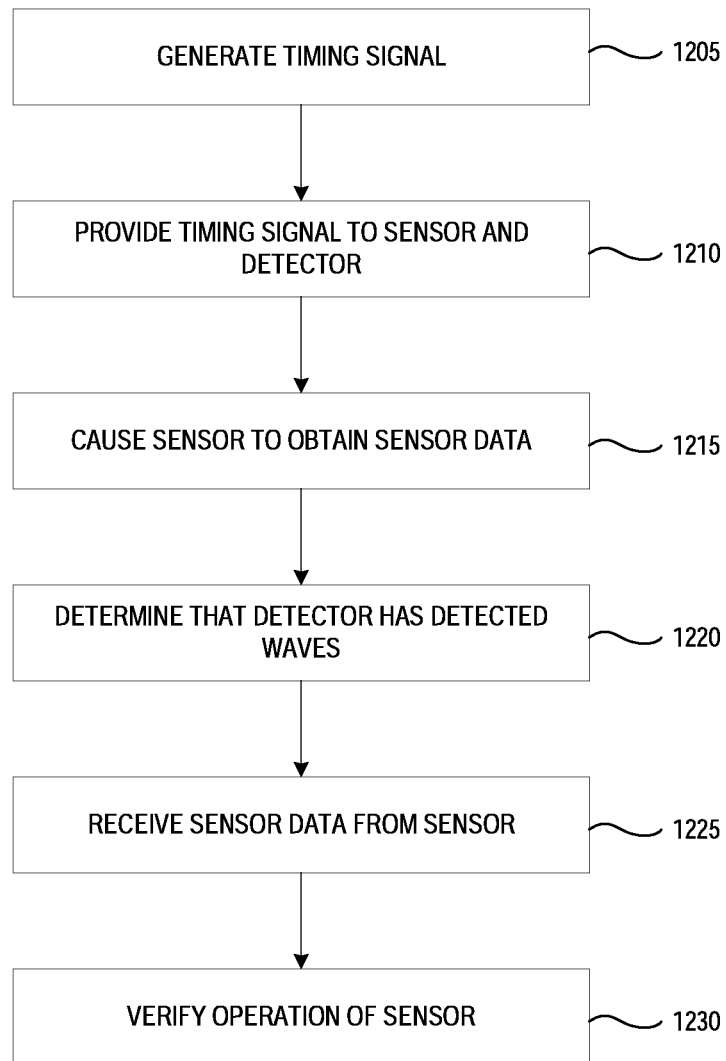 GENERATE TIMING SIGNAL
1205
PROVIDE TIMING SIGNAL TO SENSOR AND
DETECTOR
1210
CAUSE SENSOR TO OBTAIN SENSOR DATA
1215
DETERMINE THAT DETECTOR HAS DETECTED
WAVES
1220
RECEIVE SENSOR DATA FROM SENSOR
1225
VERIFY OPERATION OF SENSOR
1230